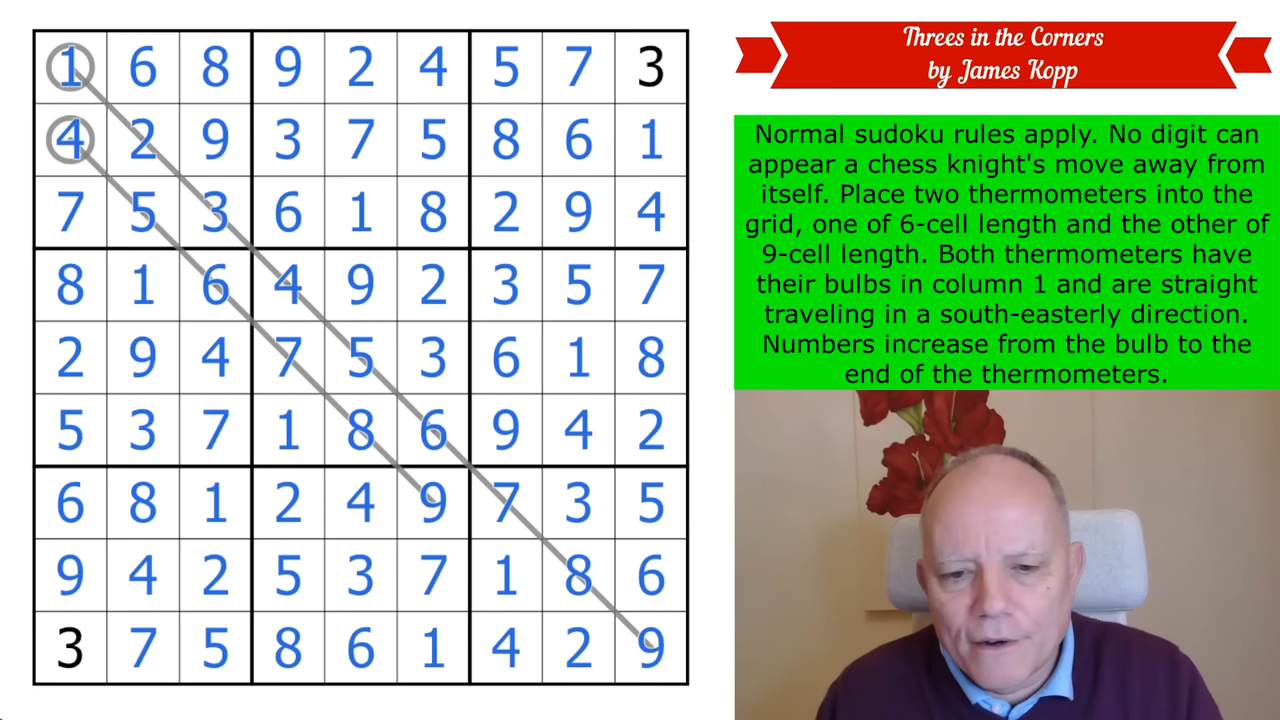 1 6 8 9 2 4 5 7 3
4 2 9 3 7 5 8 6 1
7 5 3 6 1 8 2 9 4
8 1 6 4 9 2 3 5 7
2 9 4 7 5 3 6 1 8
5 3 7 1 8 6 9 4 2
6 8 1 2 4 9 7 3 5
9 4 2 5 3 7 1 8 6
3 7 5 8 6 1 4 2 9
Threes in the Corners
by James Kopp
Normal sudoku rules apply. No digit can
appear a chess knight's move away from
itself. Place two thermometers into the
grid, one of 6-cell length and the other of
9-cell length. Both thermometers have
their bulbs in column 1 and are straight
traveling in a south-easterly direction.
Numbers increase from the bulb to the
end of the thermometers.